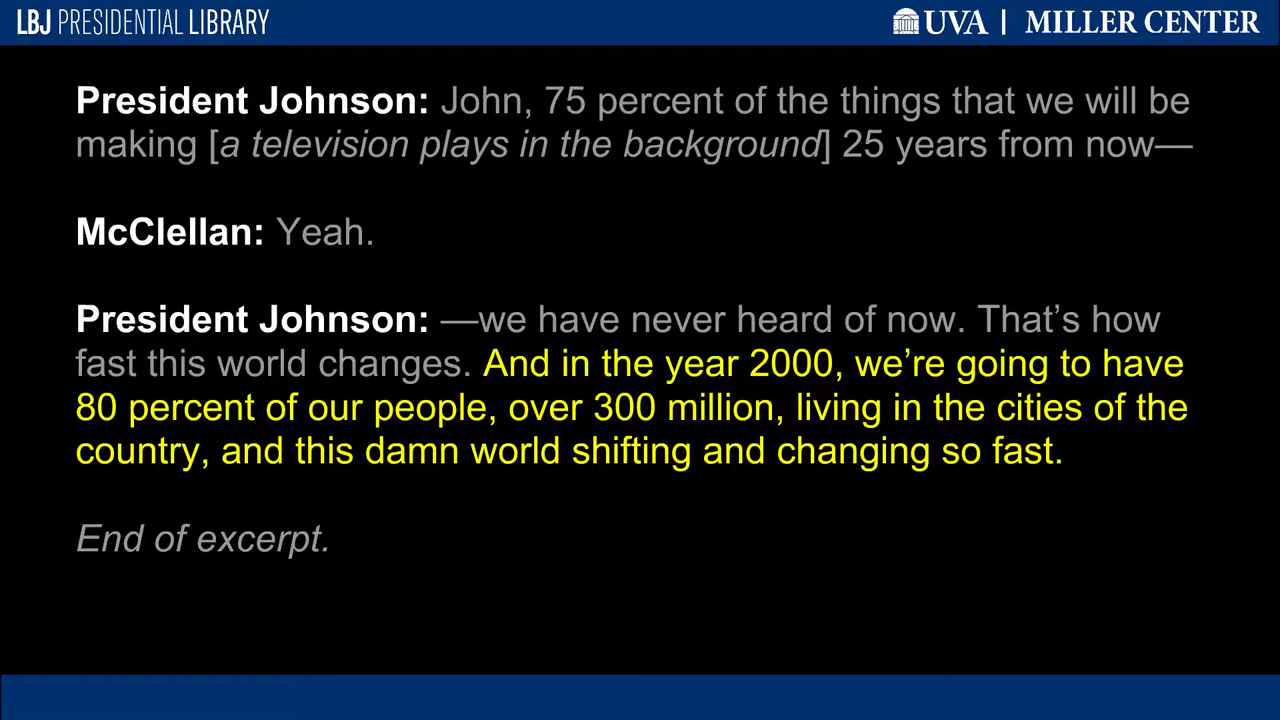 LBJ PRESIDENTIAL LIBRARY
UVA | MILLER CENTER
President Johnson: John, 75 percent of the things that we will be
making [a television plays in the background] 25 years from now—
McClellan: Yeah.
President Johnson: —we have never heard of now. That’s how
fast this world changes. And in the year 2000, we’re going to have
80 percent of our people, over 300 million, living in the cities of the
country, and this damn world shifting and changing so fast.
End of excerpt.